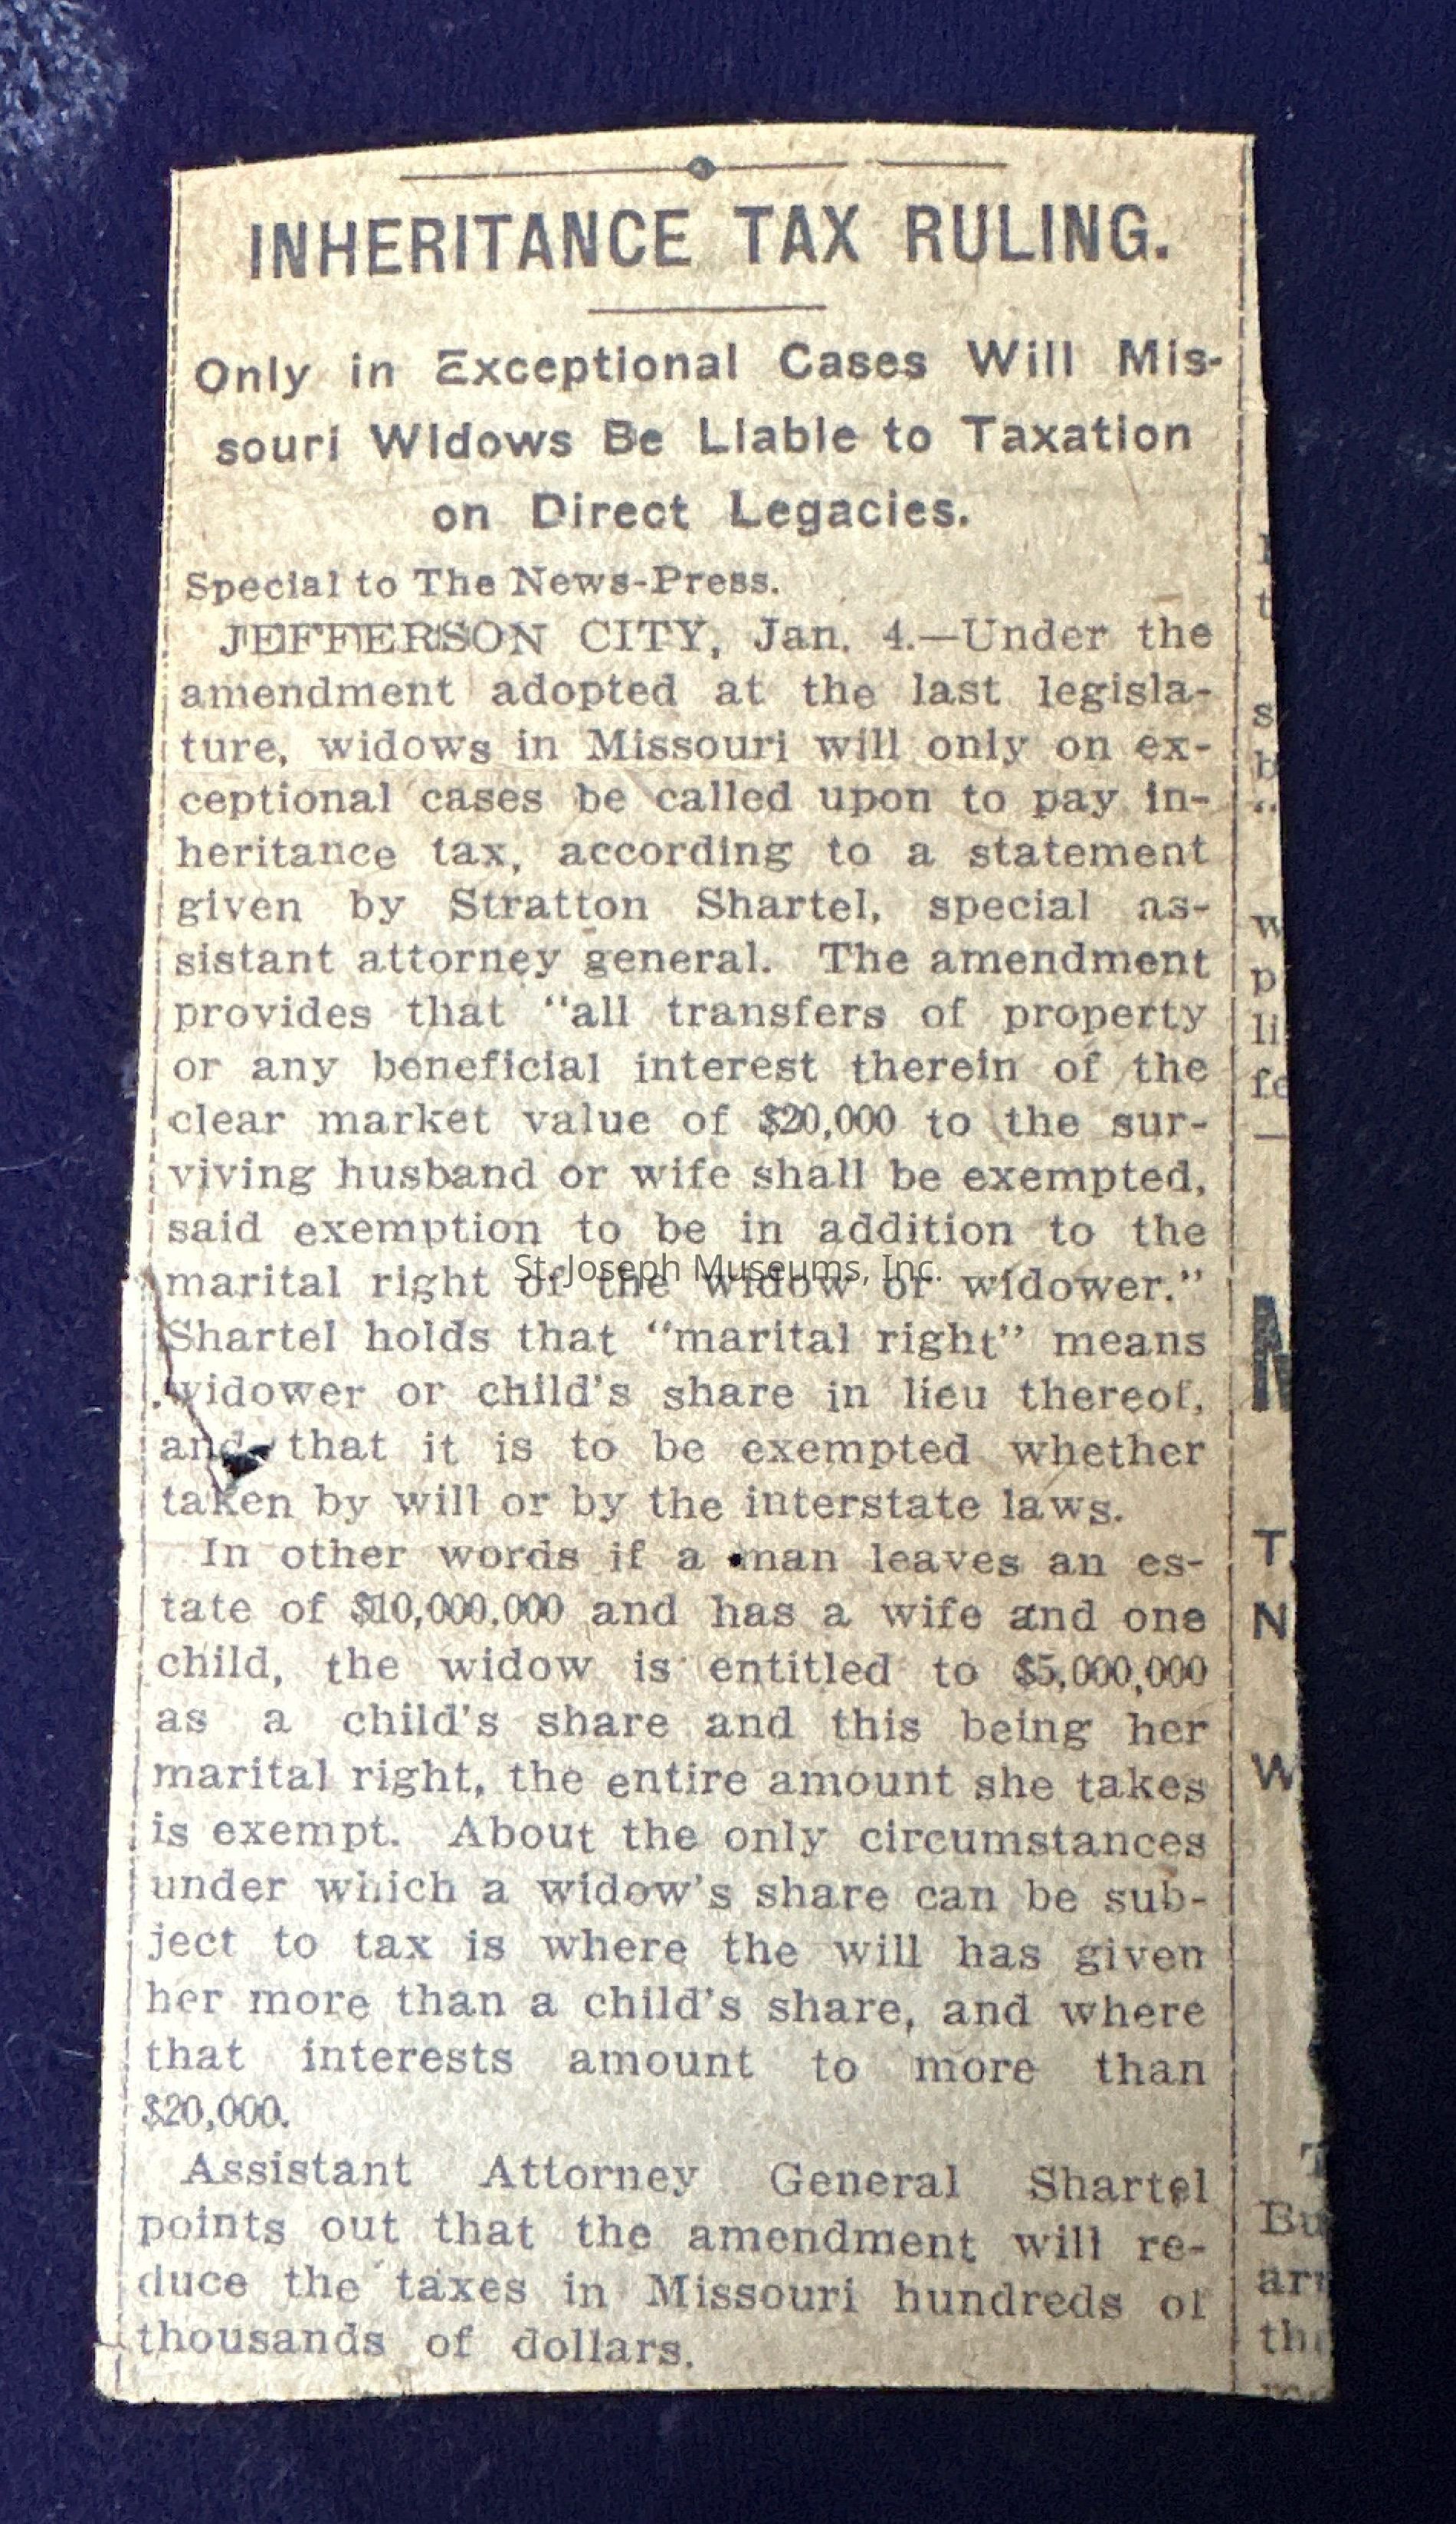 INHERITANCE TAX RULING.
Only in Exceptional Cases Will Mis-
souri Widows Be Liable to Taxation
on Direct Legacies.
Special to The News-Press.
JEFFERSON CITY, Jan. 4.—Under the
amendment adopted at the last legisla-
ture, widows in Missouri will only on ex-
ceptional cases be called upon to pay in-
heritance tax, according to a statement
given by Stratton Shartel, special as-
sistant attorney general. The amendment
provides that "all transfers of property
or any beneficial interest therein of the
clear market value of $20,000 to the sur-
viving husband or wife shall be exempted,
said exemption to be in addition to the
marital right of the widow or widower."
St. Joseph Museums, Inc.
Shartel holds that "marital right" means
widower or child's share in lieu thereof,
and that it is to be exempted whether
taken by will or by the interstate laws.
In other words if a man leaves an es-
tate of $10,000,000 and has a wife and one
child, the widow is entitled to $5,000,000
as a child's share and this being her
marital right, the entire amount she takes
is exempt. About the only circumstances
under which a widow's share can be sub-
ject to tax is where the will has given
her more than a child's share, and where
that interests amount to more than
$20,000.
Assistant Attorney General Shartel
points out that the amendment will re-
duce the taxes in Missouri hundreds of
thousands of dollars.